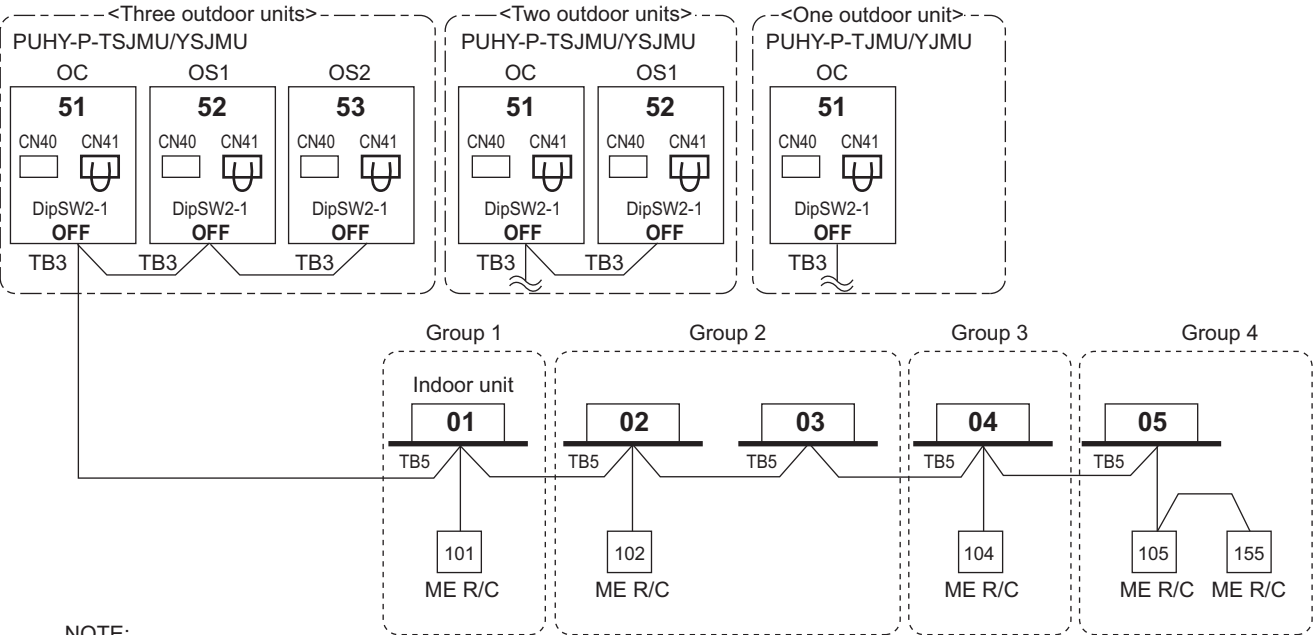 <Three outdoor units> <Two outdoor units> <One outdoor unit>
PUHY-P-TSJMU/YSJMU PUHY-P-TSJMU/YSJMU PUHY-P-TJMU/YJMU
OC OS1 OS2 OC OS1 OC
51 52 53 51 52 51
CN40 CN41 CN40 CN41 CN40 CN41 CN40 CN41 CN40 CN41 CN40 CN41
DipSW2-1 DipSW2-1 DipSW2-1 DipSW2-1 DipSW2-1 DipSW2-1
OFF OFF OFF OFF OFF OFF
TB3 TB3 TB3 TB3 TB3 TB3
Group 1 Group 2 Group 3 Group 4
Indoor unit
01 02 03 04 05
TB5 TB5 TB5 TB5 TB5
101 102 104 105 155
ME R/C ME R/C ME R/C ME R/C ME R/C
NOTE: